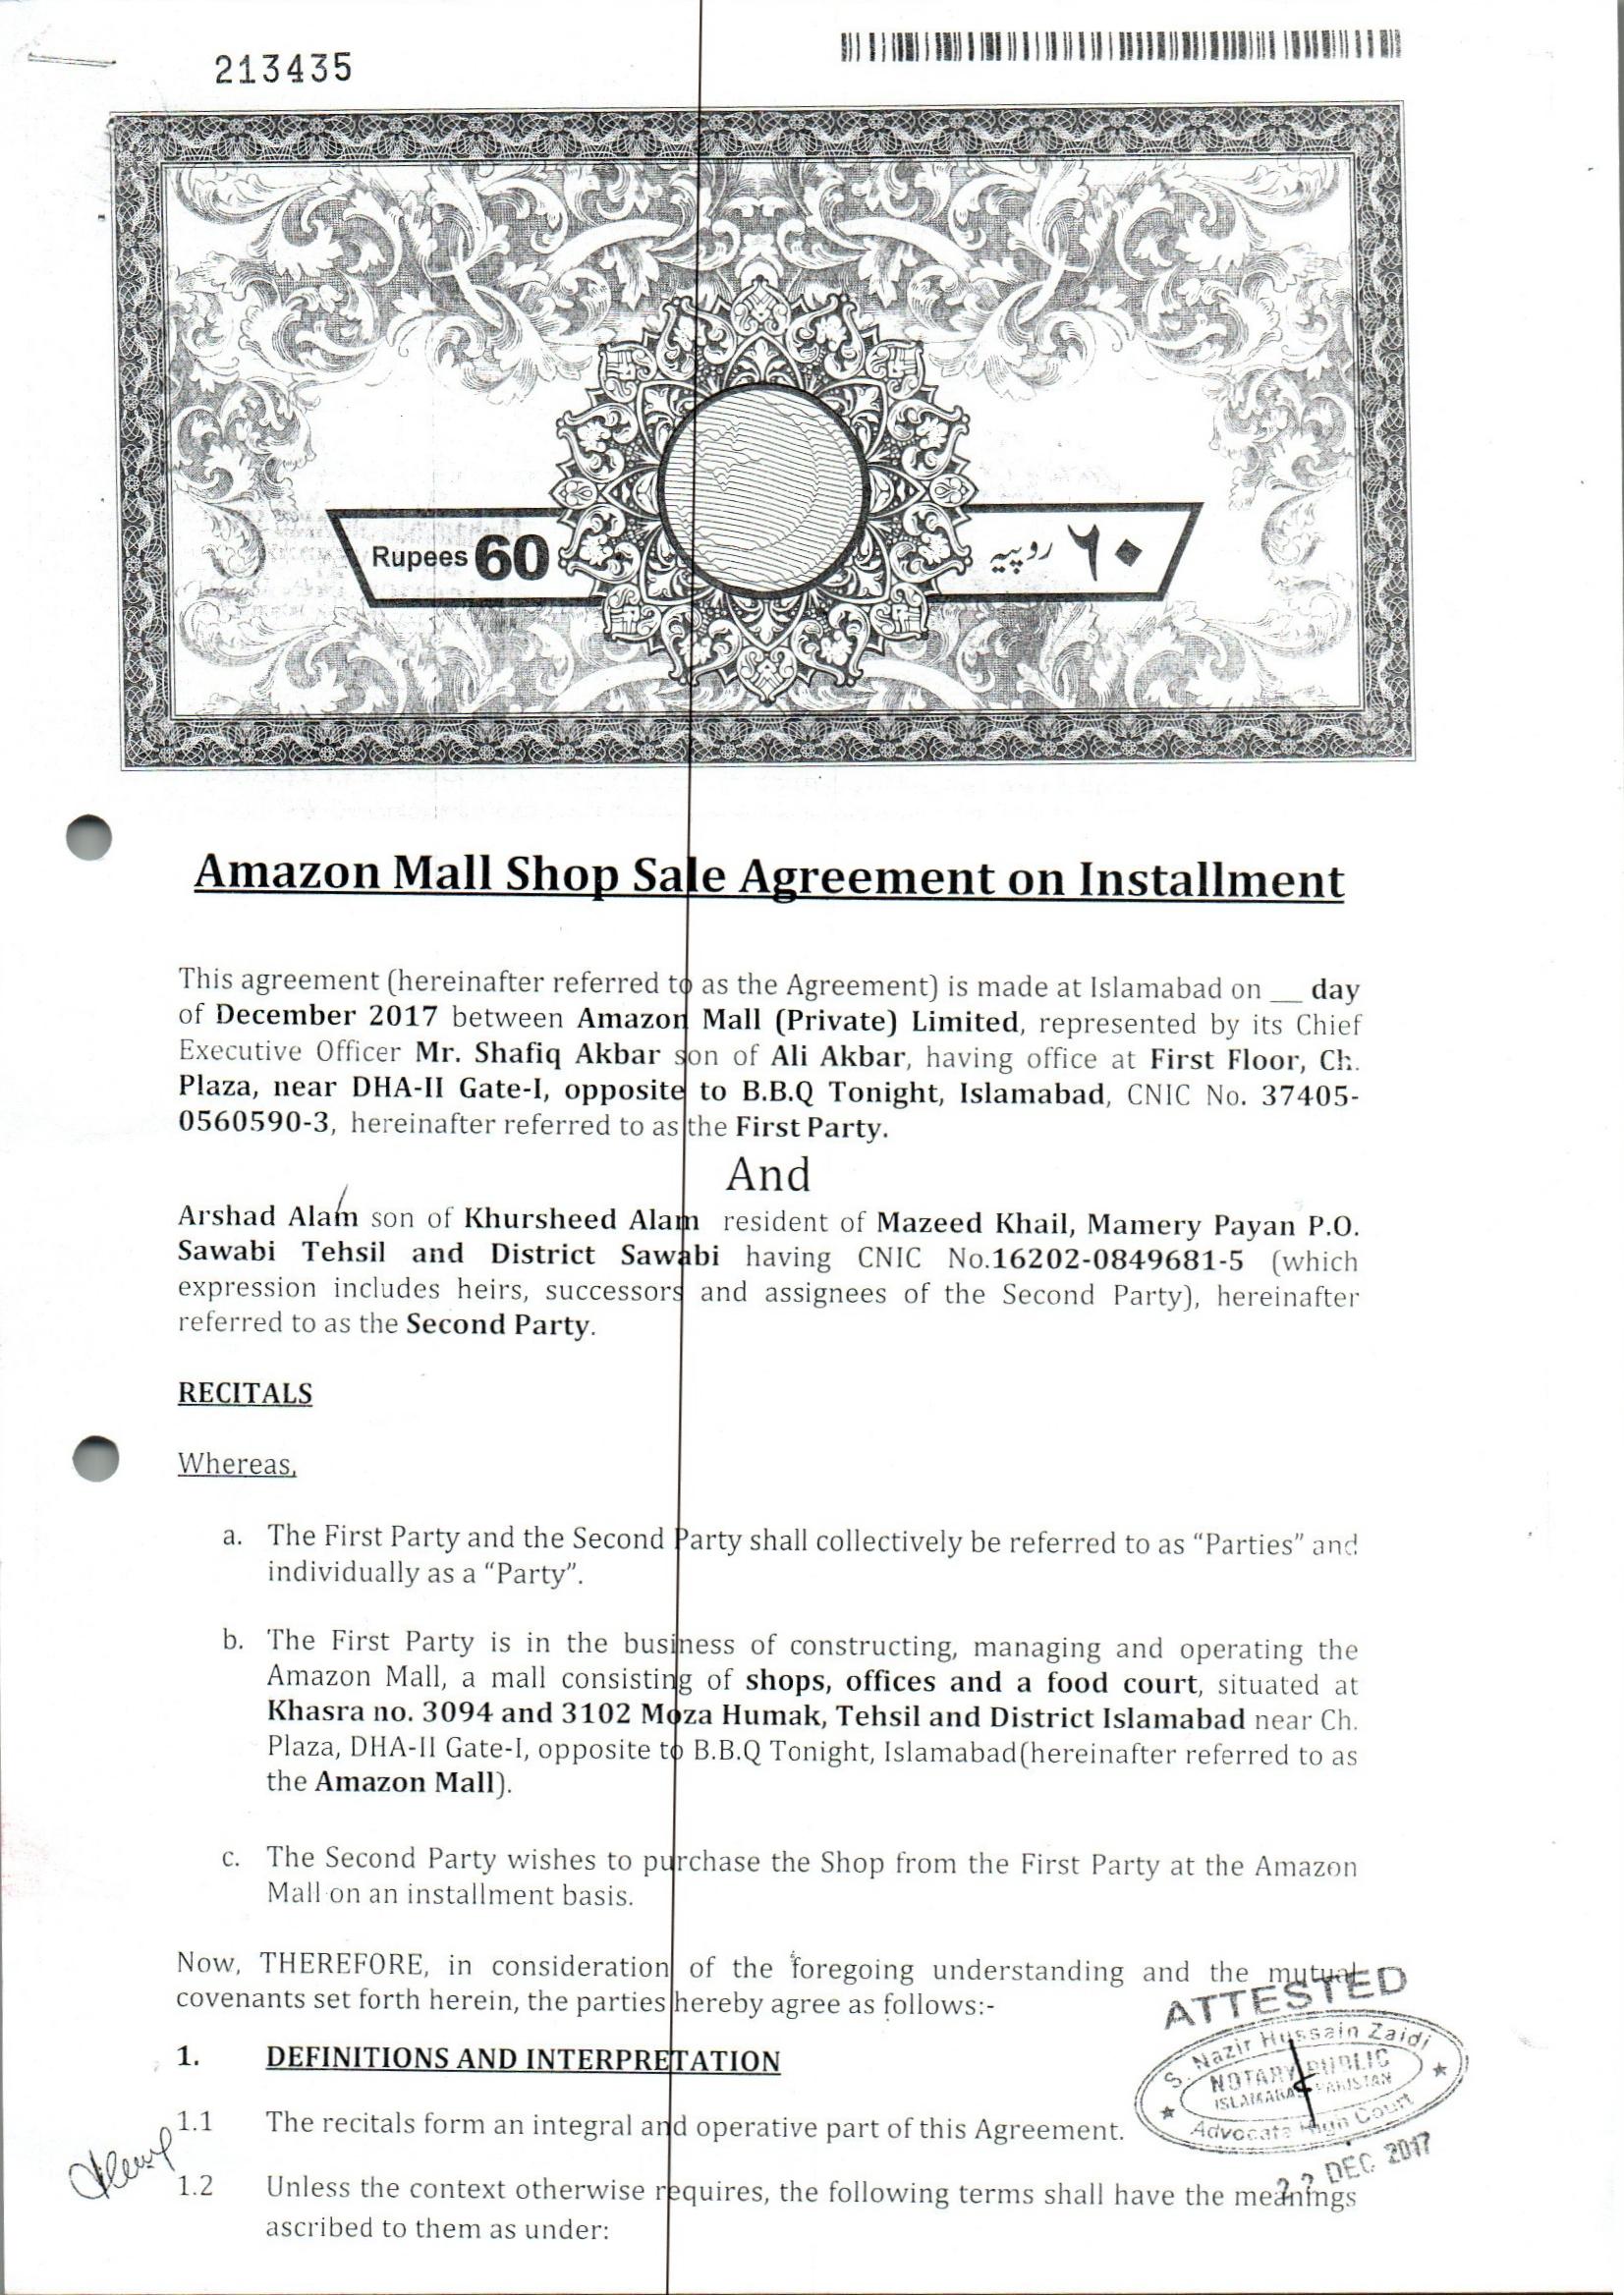 213435
Rupees 60
روپیہ ٦٠
Amazon Mall Shop Sale Agreement on Installment
This agreement (hereinafter referred to as the Agreement) is made at Islamabad on __ day
of December 2017 between Amazon Mall (Private) Limited, represented by its Chief
Executive Officer Mr. Shafiq Akbar son of Ali Akbar, having office at First Floor, Ch.
Plaza, near DHA-II Gate-I, opposite to B.B.Q Tonight, Islamabad, CNIC No. 37405-
0560590-3, hereinafter referred to as the First Party.
And
Arshad Alam son of Khursheed Alam resident of Mazeed Khail, Mamery Payan P.O.
Sawabi Tehsil and District Sawabi having CNIC No.16202-0849681-5 (which
expression includes heirs, successors and assignees of the Second Party), hereinafter
referred to as the Second Party.
RECITALS
Whereas,
a. The First Party and the Second Party shall collectively be referred to as “Parties” and
individually as a “Party”.
b. The First Party is in the business of constructing, managing and operating the
Amazon Mall, a mall consisting of shops, offices and a food court, situated at
Khasra no. 3094 and 3102 Moza Humak, Tehsil and District Islamabad near Ch.
Plaza, DHA-II Gate-I, opposite to B.B.Q Tonight, Islamabad(hereinafter referred to as
the Amazon Mall).
c. The Second Party wishes to purchase the Shop from the First Party at the Amazon
Mall on an installment basis.
Now, THEREFORE, in consideration of the foregoing understanding and the mutual
covenants set forth herein, the parties hereby agree as follows:-
ATTESTED
S. Nazir Hussain Zaidi
NOTARY PUBLIC
ISLAMABAD PAKISTAN
Advocate High Court
22 DEC 2017
1. DEFINITIONS AND INTERPRETATION
1.1 The recitals form an integral and operative part of this Agreement.
1.2 Unless the context otherwise requires, the following terms shall have the meanings
ascribed to them as under: